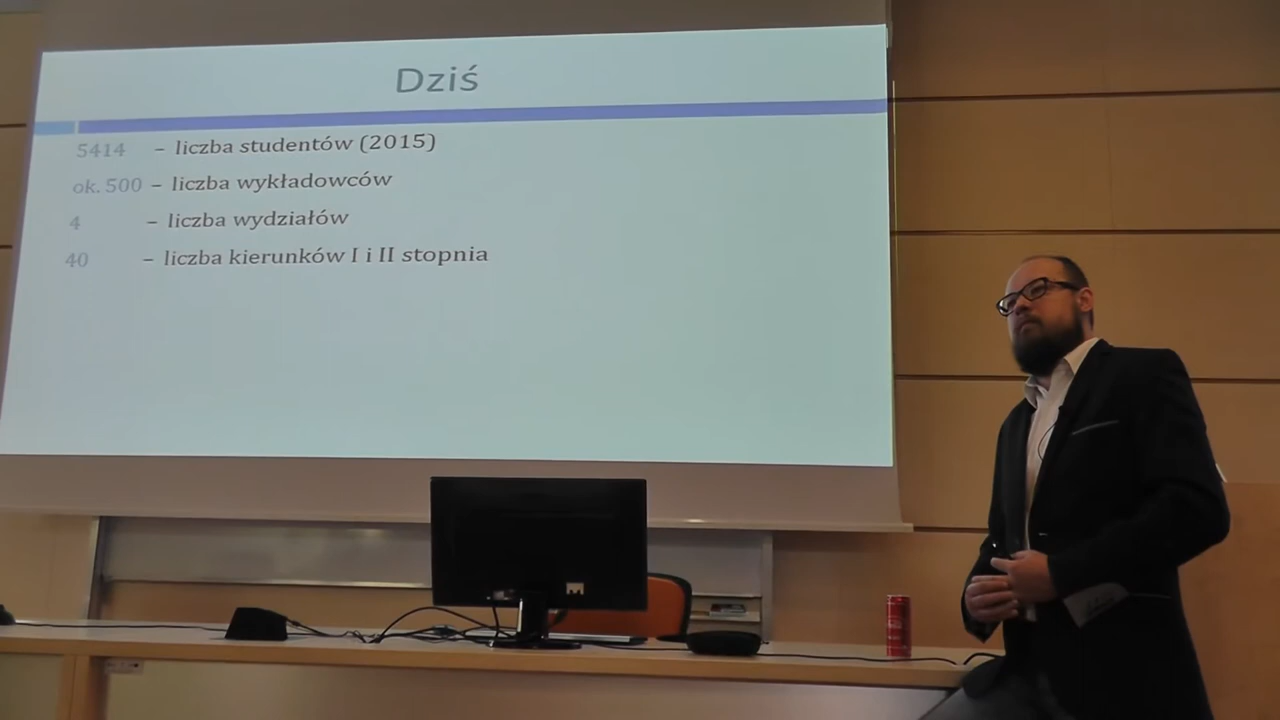 Dziś
5414 – liczba studentów (2015)
ok. 500 – liczba wykładowców
4 – liczba wydziałów
40 – liczba kierunków I i II stopnia